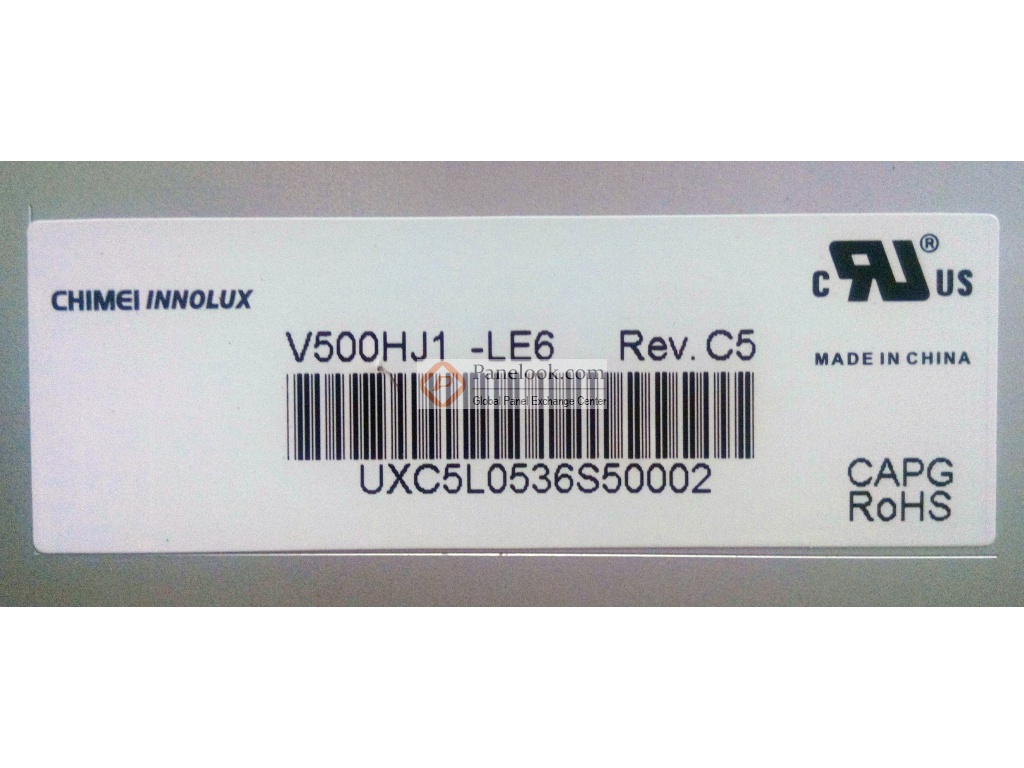 CHIMEI INNOLUX
V500HJ1 -LE6 Rev. C5
UXC5L0536S50002
c RU ® US
MADE IN CHINA
CAPG
RoHS
Panelook.com
Global Panel Exchange Center